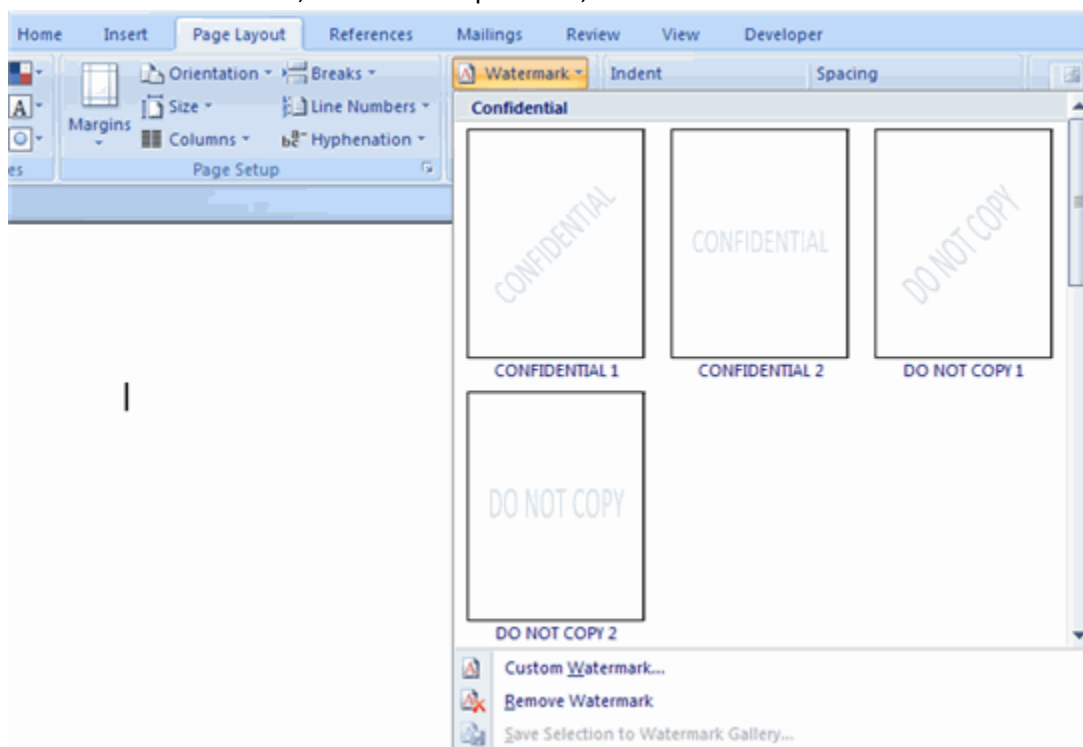 Home Insert Page Layout References Mailings Review View Developer
Orientation Breaks Watermark Indent Spacing
A Size Line Numbers Confidential
Margins Columns Hyphenation
es Page Setup
CONFIDENTIAL CONFIDENTIAL DO NOT COPY
CONFIDENTIAL 1 CONFIDENTIAL 2 DO NOT COPY 1
DO NOT COPY
DO NOT COPY 2
Custom Watermark...
Remove Watermark
Save Selection to Watermark Gallery...